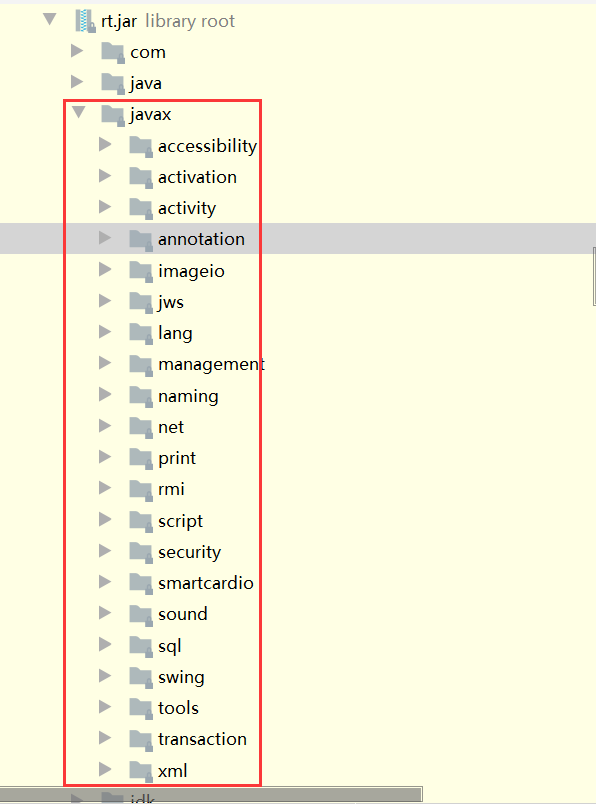 rt.jar library root
com
java
javax
accessibility
activation
activity
annotation
imageio
jws
lang
management
naming
net
print
rmi
script
security
smartcardio
sound
sql
swing
tools
transaction
xml